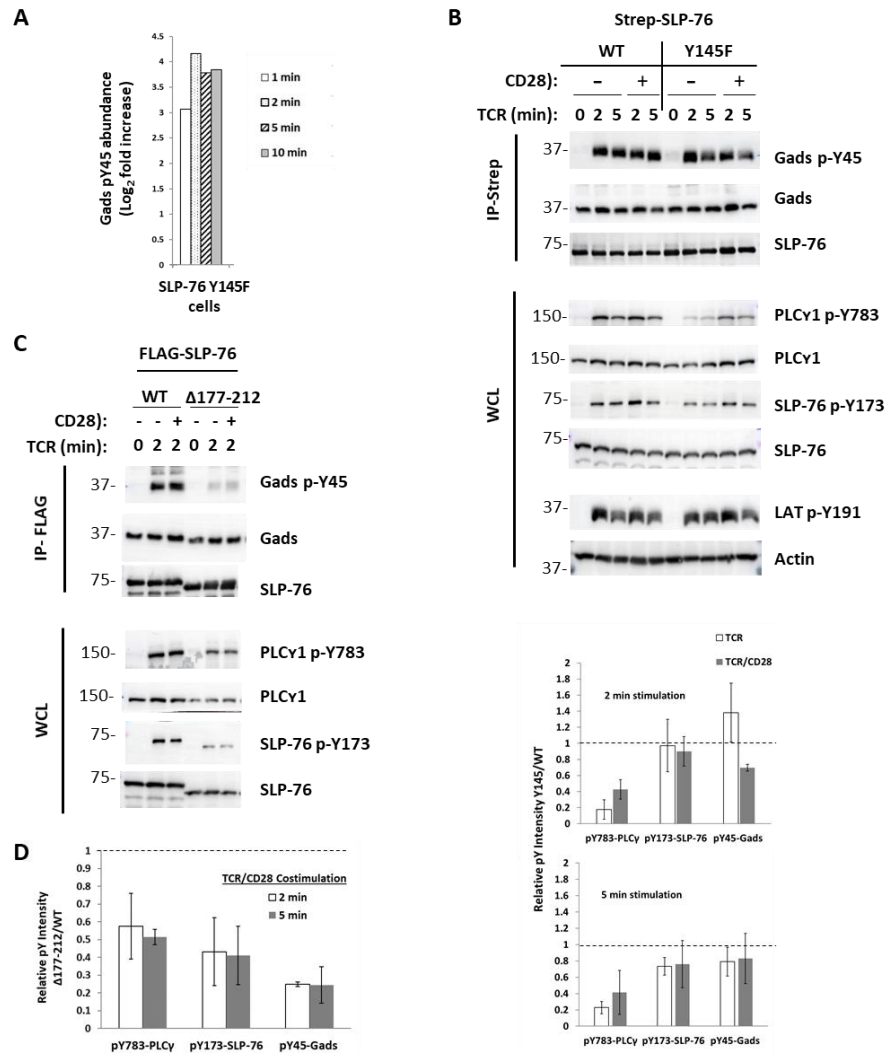 A
Gads pY45 abundance
(Log2 fold increase)
4.5
4
3.5
3
2.5
2
1.5
1
0.5
0
1 min
2 min
5 min
10 min
SLP-76 Y145F
cells
B
Strep-SLP-76
WT Y145F
CD28): – + – +
TCR (min): 0 2 5 2 5 0 2 5 2 5
IP-Strep
37- Gads p-Y45
37- Gads
75- SLP-76
WCL
150- PLCγ1 p-Y783
150- PLCγ1
75- SLP-76 p-Y173
75- SLP-76
LAT p-Y191
37- Actin
TCR
TCR/CD28
Relative pY Intensity Y145/WT
2 min stimulation
2
1.8
1.6
1.4
1.2
1
0.8
0.6
0.4
0.2
0
pY783-PLCγ pY173-SLP-76 pY45-Gads
5 min stimulation
2
1.8
1.6
1.4
1.2
1
0.8
0.6
0.4
0.2
0
pY783-PLCγ pY173-SLP-76 pY45-Gads
C
FLAG-SLP-76
WT Δ177-212
CD28): - - + - - +
TCR (min): 0 2 2 0 2 2
IP- FLAG
37- Gads p-Y45
37- Gads
75- SLP-76
WCL
150- PLCγ1 p-Y783
150- PLCγ1
75- SLP-76 p-Y173
75- SLP-76
D
Relative pY Intensity
Δ177-212/WT
1
0.9
0.8
0.7
0.6
0.5
0.4
0.3
0.2
0.1
0
TCR/CD28 Costimulation
2 min
5 min
pY783-PLCγ pY173-SLP-76 pY45-Gads